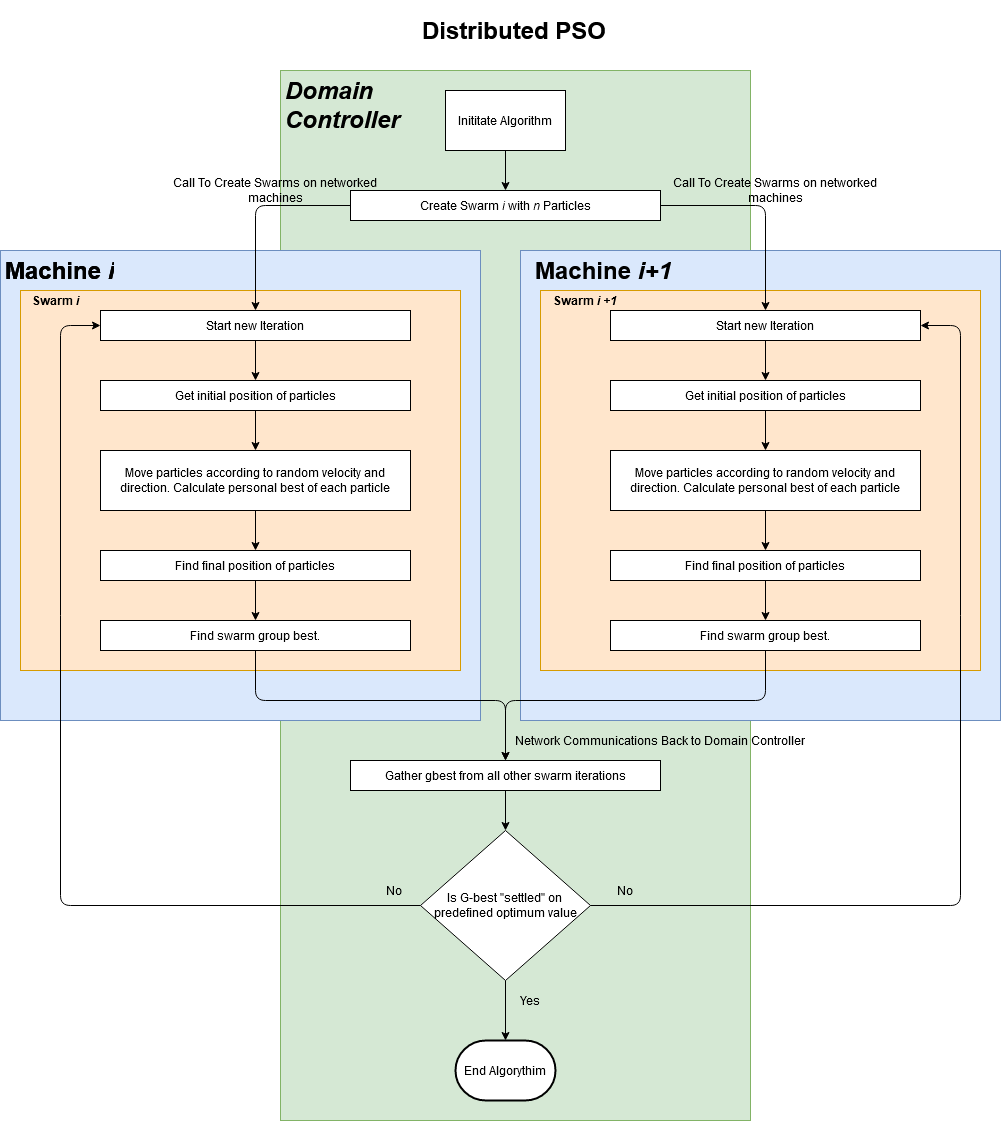 Distributed PSO
Domain
Controller
Inititate Algorithm
Call To Create Swarms on networked
machines
Call To Create Swarms on networked
machines
Create Swarm i with n Particles
Machine i
Machine i+1
Swarm i
Swarm i +1
Start new Iteration
Start new Iteration
Get initial position of particles
Get initial position of particles
Move particles according to random velocity and
direction. Calculate personal best of each particle
Move particles according to random velocity and
direction. Calculate personal best of each particle
Find final position of particles
Find final position of particles
Find swarm group best.
Find swarm group best.
Network Communications Back to Domain Controller
Gather gbest from all other swarm iterations
No
No
Is G-best "settled" on
predefined optimum value
Yes
End Algorythim